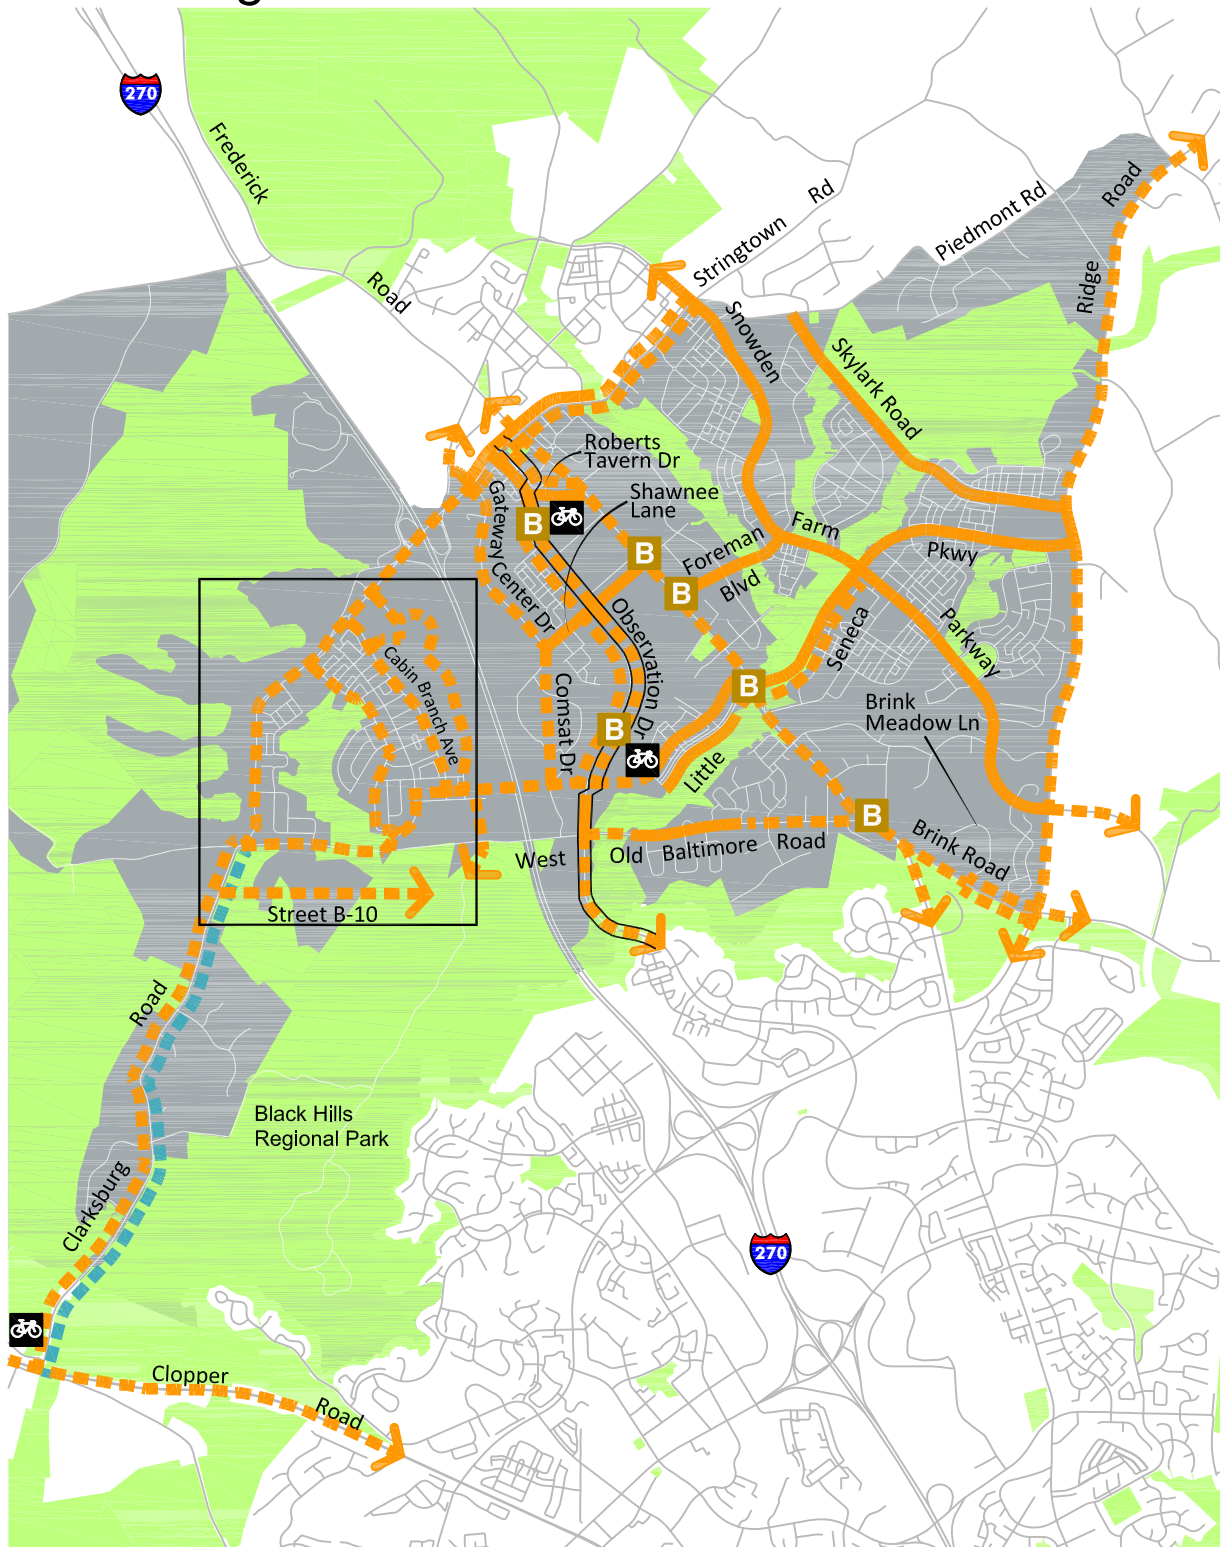 270
Frederick
Road
Stringtown
Rd
Piedmont Rd
Road
Ridge
Snowden
Skylark Road
Roberts
Tavern Dr
Shawnee
Lane
Gateway
Center Dr
B
B
B
Foreman
Blvd
Farm
Pkwy
Parkway
Seneca
Observation
Dr
Comsat Dr
Cabin Branch Ave
B
B
Little
Brink
Meadow Ln
B
West
Old
Baltimore
Road
Brink Road
Street B-10
Road
Clarksburg
Black Hills
Regional Park
270
Clopper
Road